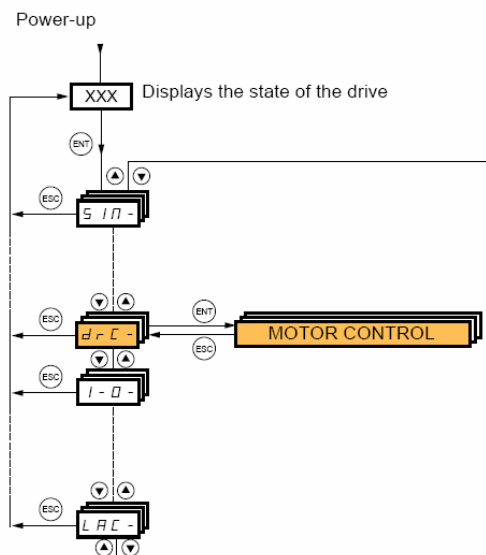 Power-up
XXX Displays the state of the drive
ENT
ESC
SIM-
ESC
drC-
ENT
ESC
MOTOR CONTROL
ESC
I-O-
ESC
LAC-